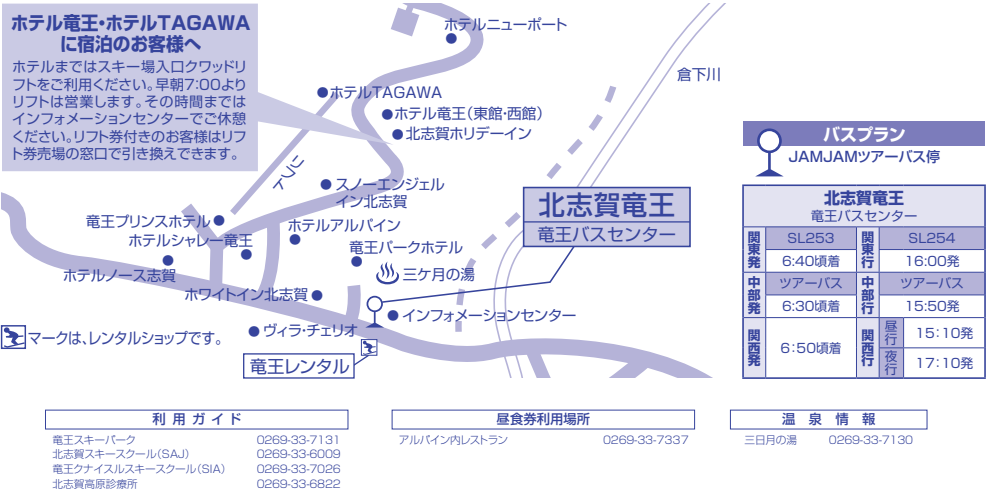 ホテル竜王・ホテルTAGAWA
に宿泊のお客様へ
ホテルまではスキー場入口クワッドリ
フトをご利用ください。早朝7:00より
リフトは営業します。その時間までは
インフォメーションセンターでご休憩
ください。リフト券付きのお客様はリフ
ト券売場の窓口で引き換えできます。
ホテルニューポート
倉下川
ホテルTAGAWA
ホテル竜王(東館・西館)
北志賀ホリデーイン
リフト
スノーエンジェル
イン北志賀
竜王プリンスホテル
ホテルアルバイン
ホテルシャレー竜王
竜王パークホテル
ホテルノース志賀
三ケ月の湯
ホワイトイン北志賀
インフォメーションセンター
ヴィラ・チェリオ
竜王レンタル
マークは、レンタルショップです。
北志賀竜王
竜王バスセンター
バスプラン
JAMJAMツアーバス停
北志賀竜王
竜王バスセンター
関東発 SL253 関東行 SL254
6:40頃着 16:00発
中部発 ツアーバス 中部行 ツアーバス
6:30頃着 15:50発
関西発 6:50頃着 関西行 昼行 15:10発
夜行 17:10発
利用ガイド
竜王スキーパーク 0269-33-7131
北志賀スキースクール(SAJ) 0269-33-6009
竜王クナイスルスキースクール(SIA) 0269-33-7026
北志賀高原診療所 0269-33-6822
昼食券利用場所
アルパイン内レストラン 0269-33-7337
温泉情報
三日月の湯 0269-33-7130